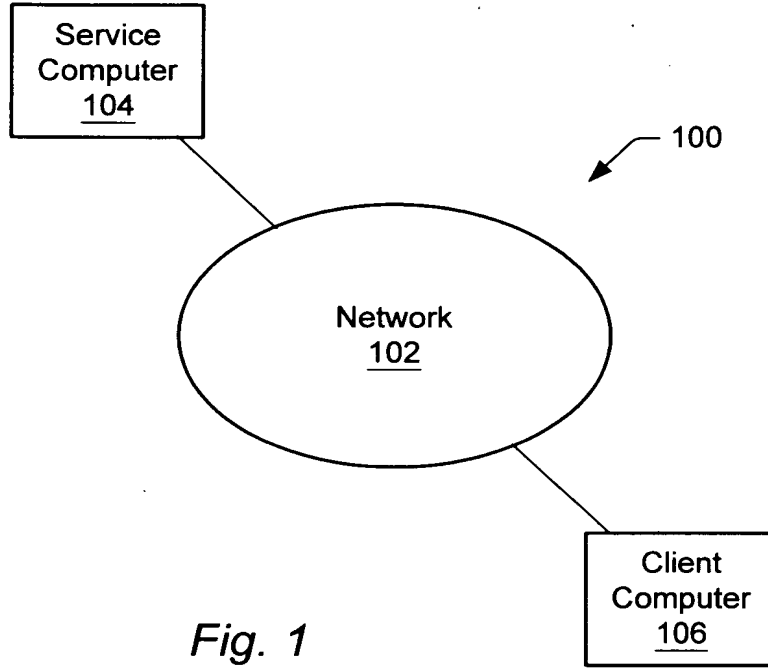 Service
Computer
104
100
Network
102
Client
Computer
106
Fig. 1